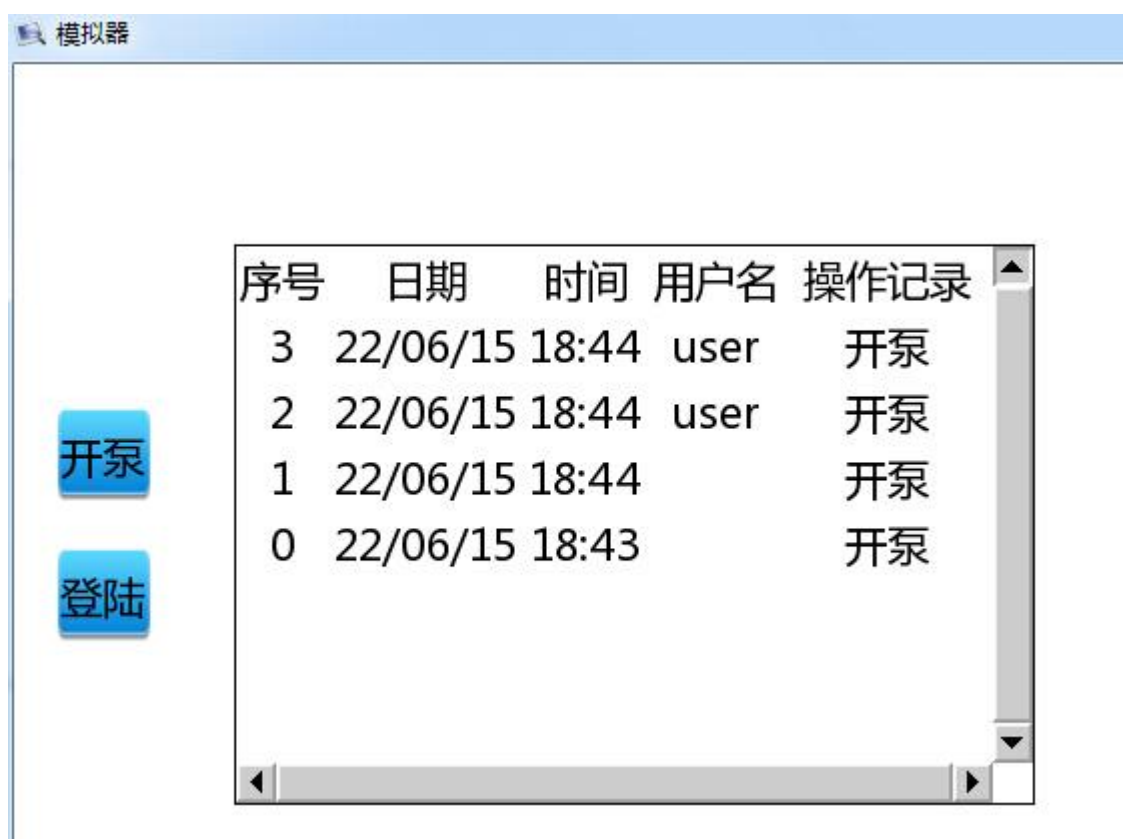 模拟器
序号 日期 时间 用户名 操作记录
3 22/06/15 18:44 user 开泵
2 22/06/15 18:44 user 开泵
1 22/06/15 18:44 开泵
0 22/06/15 18:43 开泵
开泵
登陆